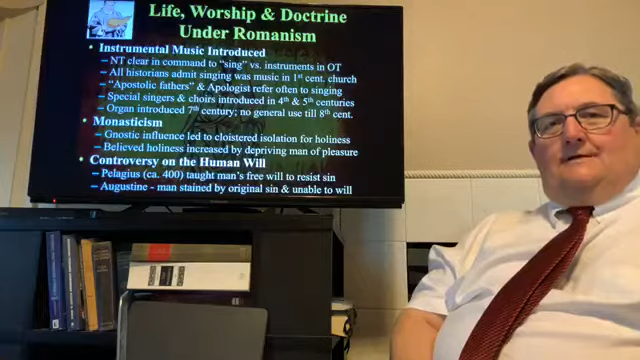 Life, Worship & Doctrine
Under Romanism
• Instrumental Music Introduced
– NT clear in command to "sing" vs. instruments in OT
– All historians admit singing was music in 1st cent. church
– "Apostolic fathers" & Apologist refer often to singing
– Special singers & choirs introduced in 4th & 5th centuries
– Organ introduced 7th century; no general use till 8th cent.
• Monasticism
– Gnostic influence led to cloistered isolation for holiness
– Believed holiness increased by depriving man of pleasure
• Controversy on the Human Will
– Pelagius (ca. 400) taught man's free will to resist sin
– Augustine - man stained by original sin & unable to will